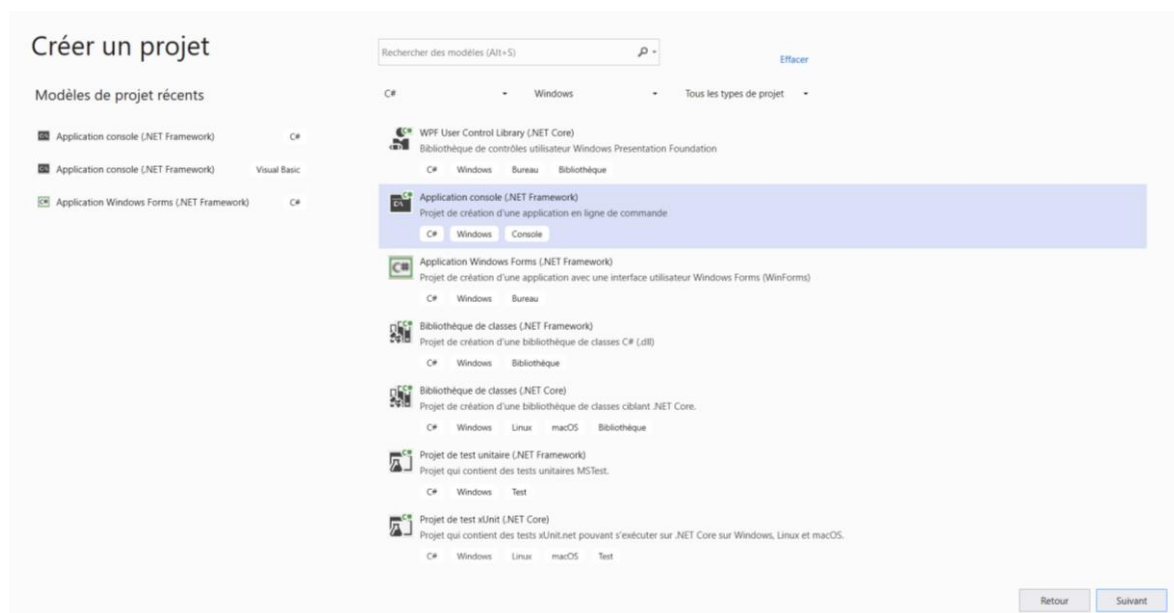 Créer un projet
Modèles de projet récents
Application console (.NET Framework) C#
Application console (.NET Framework) Visual Basic
Application Windows Forms (.NET Framework) C#
Rechercher des modèles (Alt+S)
Effacer
C# Windows Tous les types de projet
WPF User Control Library (.NET Core)
Bibliothèque de contrôles utilisateur Windows Presentation Foundation
C# Windows Bureau Bibliothèque
Application console (.NET Framework)
Projet de création d'une application en ligne de commande
C# Windows Console
Application Windows Forms (.NET Framework)
Projet de création d'une application avec une interface utilisateur Windows Forms (WinForms)
C# Windows Bureau
Bibliothèque de classes (.NET Framework)
Projet de création d'une bibliothèque de classes C# (.dll)
C# Windows Bibliothèque
Bibliothèque de classes (.NET Core)
Projet de création d'une bibliothèque de classes ciblant .NET Core.
C# Windows Linux macOS Bibliothèque
Projet de test unitaire (.NET Framework)
Projet qui contient des tests unitaires MSTest.
C# Windows Test
Projet de test xUnit (.NET Core)
Projet qui contient des tests xUnit.net pouvant s'exécuter sur .NET Core sur Windows, Linux et macOS.
C# Windows Linux macOS Test
Retour Suivant